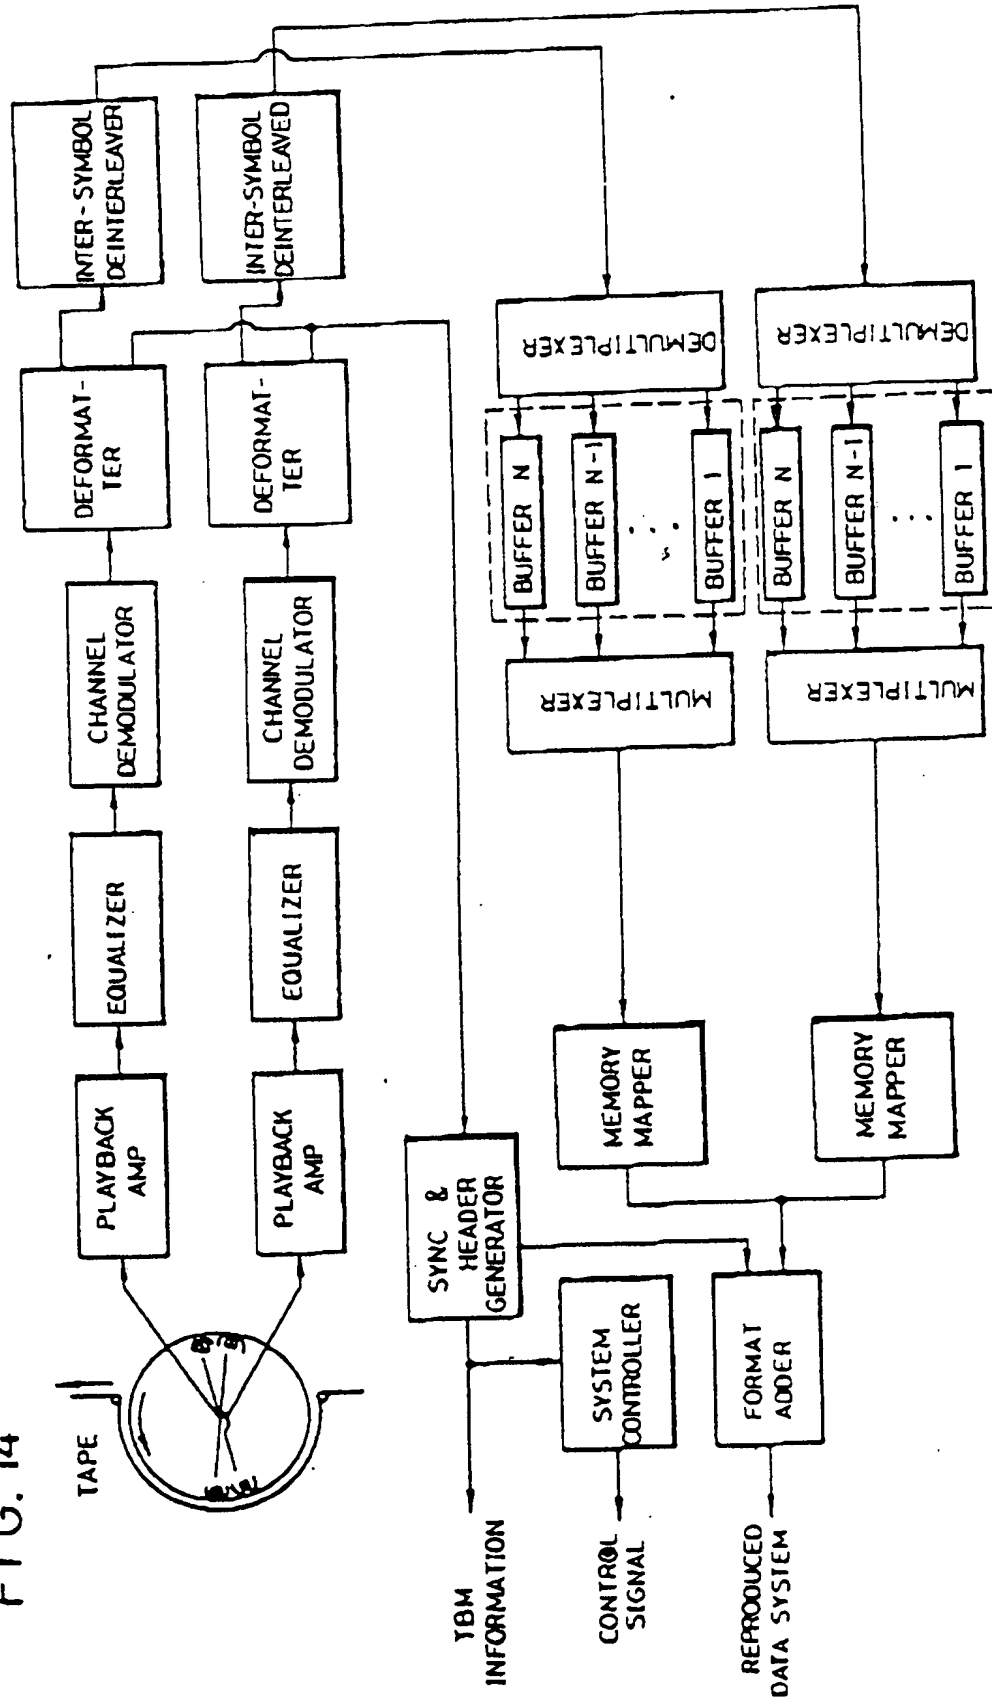 FIG. 14
TAPE
PLAYBACK
AMP
EQUALIZER
CHANNEL
DEMODULATOR
DEFORMAT-
TER
INTER-SYMBOL
DEINTERLEAVER
PLAYBACK
AMP
EQUALIZER
CHANNEL
DEMODULATOR
DEFORMAT-
TER
INTER-SYMBOL
DEINTERLEAVED
TBM
INFORMATION
SYNC &
HEADER
GENERATOR
CONTROL
SIGNAL
SYSTEM
CONTROLLER
REPRODUCED
DATA SYSTEM
FORMAT
ADDER
MEMORY
MAPPER
MULTIPLEXER
BUFFER N
BUFFER N-1
...
BUFFER 1
DEMULTIPLEXER
MEMORY
MAPPER
MULTIPLEXER
BUFFER N
BUFFER N-1
...
BUFFER 1
DEMULTIPLEXER